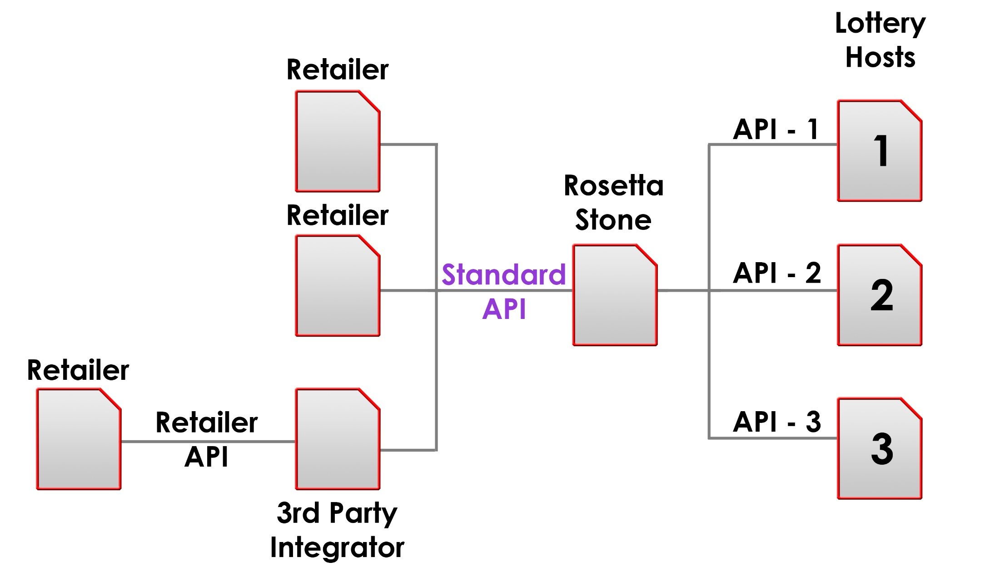 Lottery
Hosts
Retailer
API - 1
1
Rosetta
Stone
Retailer
Standard
API
API - 2
2
Retailer
Retailer
API
API - 3
3
3rd Party
Integrator